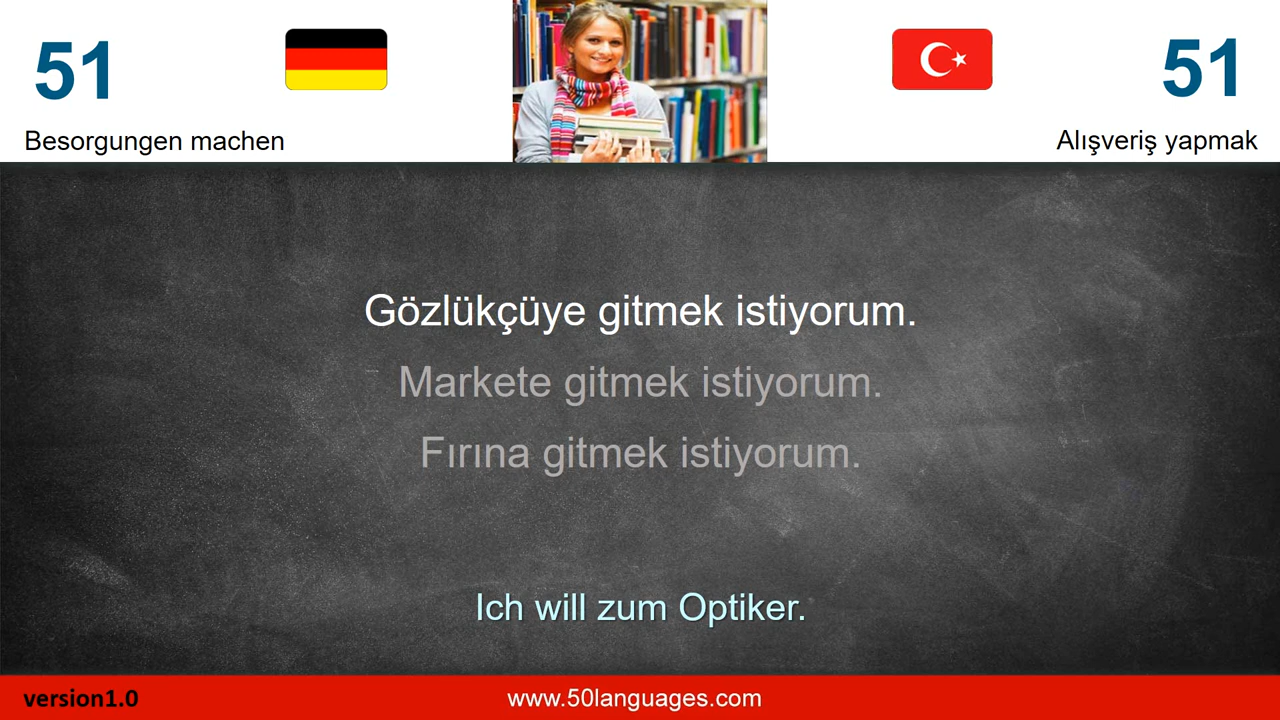 51
51
Besorgungen machen
Alışveriş yapmak
Gözlükçüye gitmek istiyorum.
Markete gitmek istiyorum.
Fırına gitmek istiyorum.
Ich will zum Optiker.
version1.0
www.50languages.com